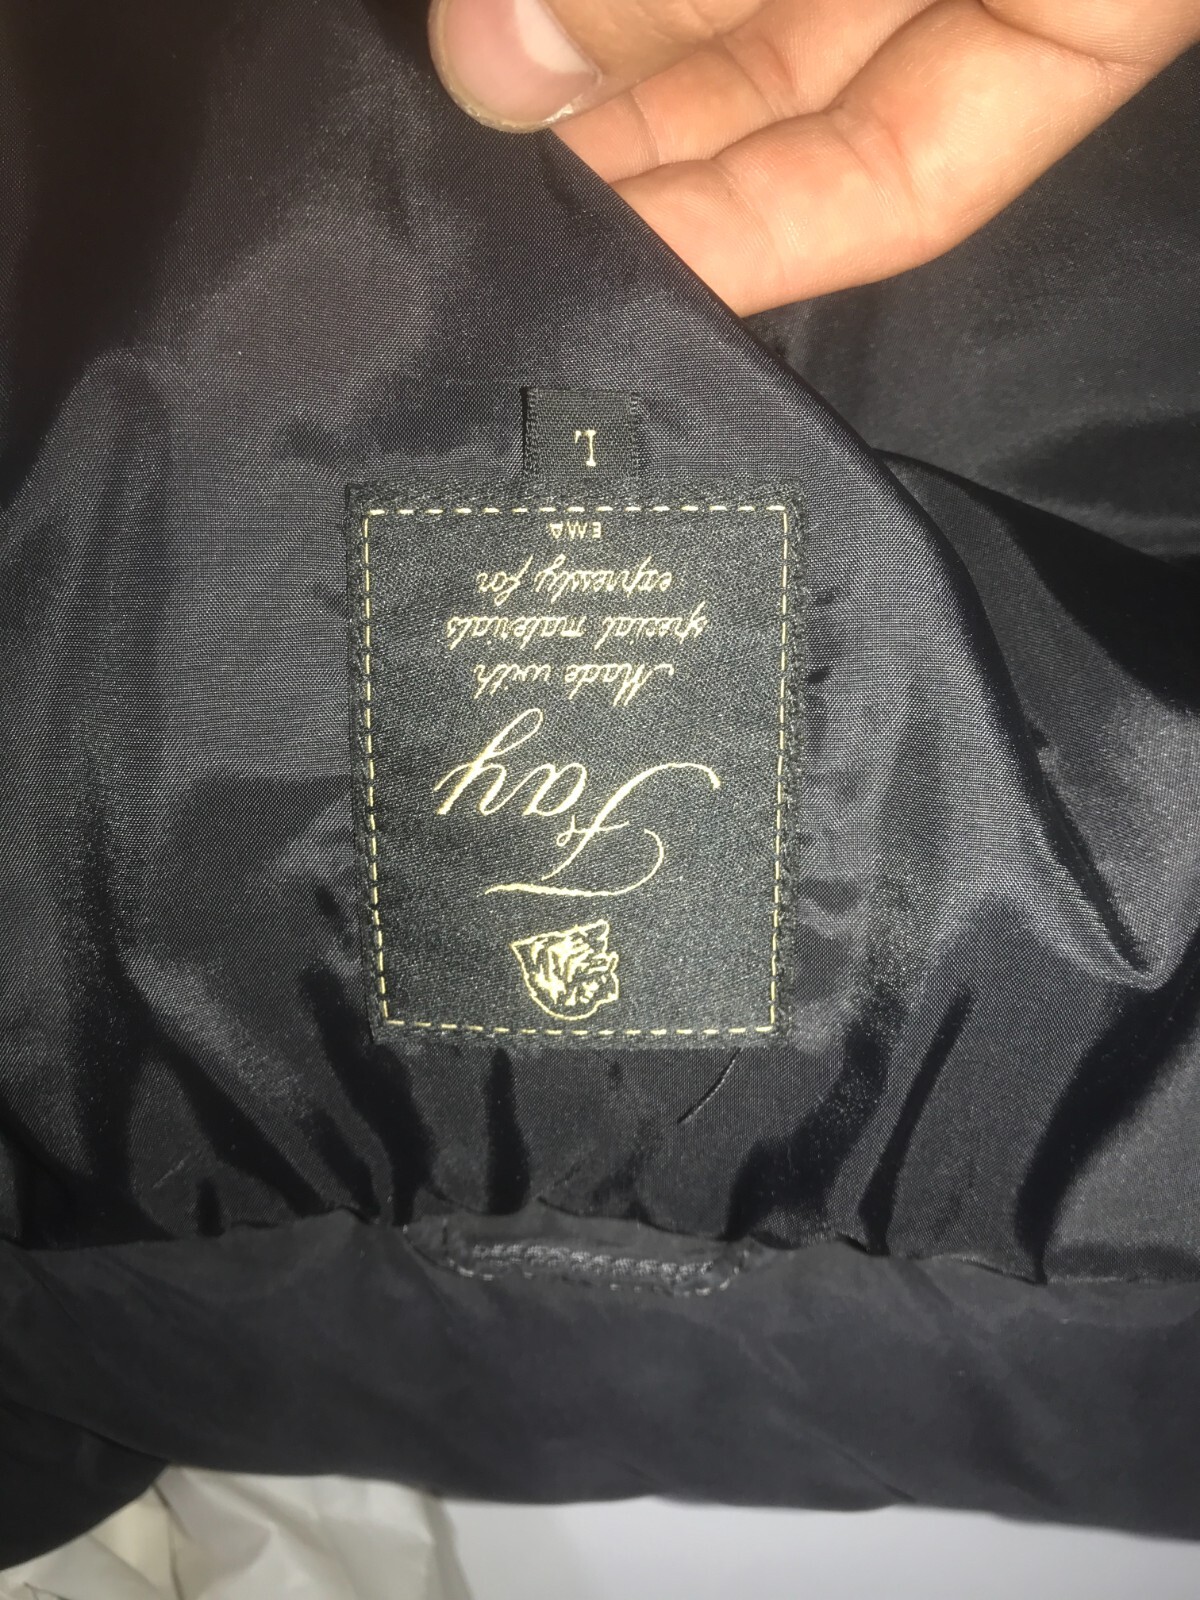 Fay
Made with
special materials
expressly for
EMA
L